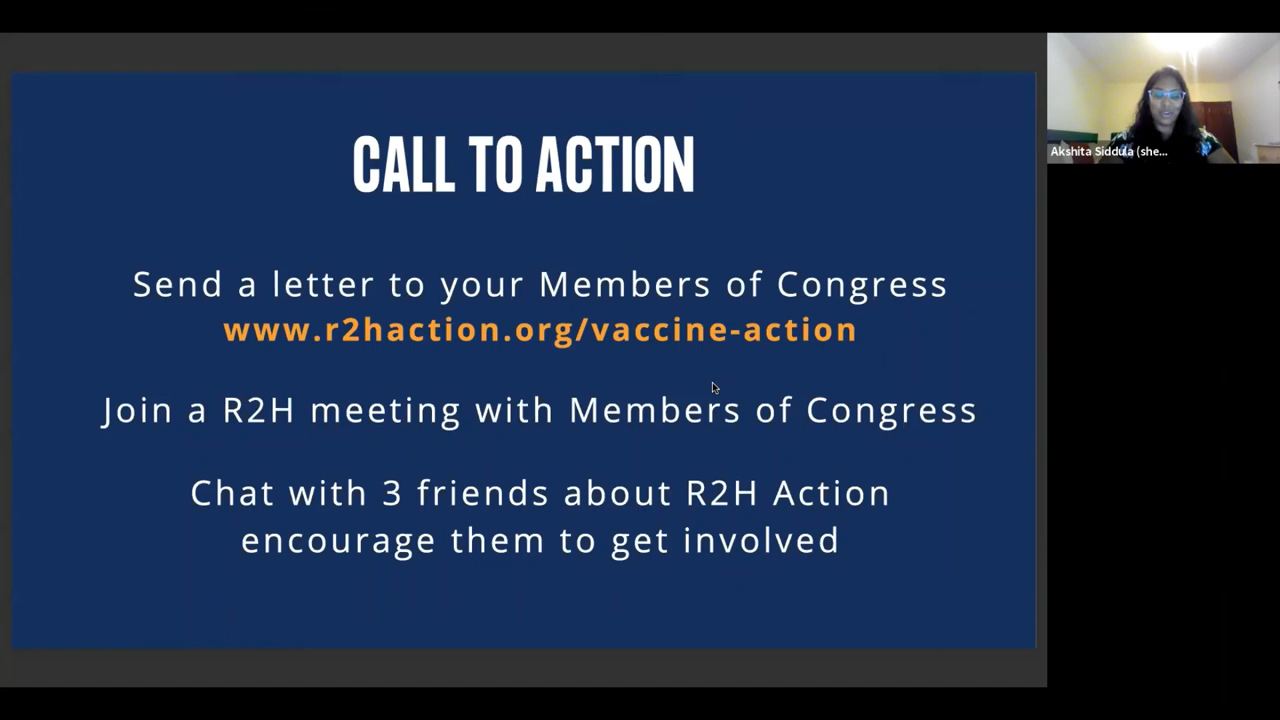 CALL TO ACTION
Send a letter to your Members of Congress
www.r2haction.org/vaccine-action
Join a R2H meeting with Members of Congress
Chat with 3 friends about R2H Action
encourage them to get involved
Akshita Siddula (she...